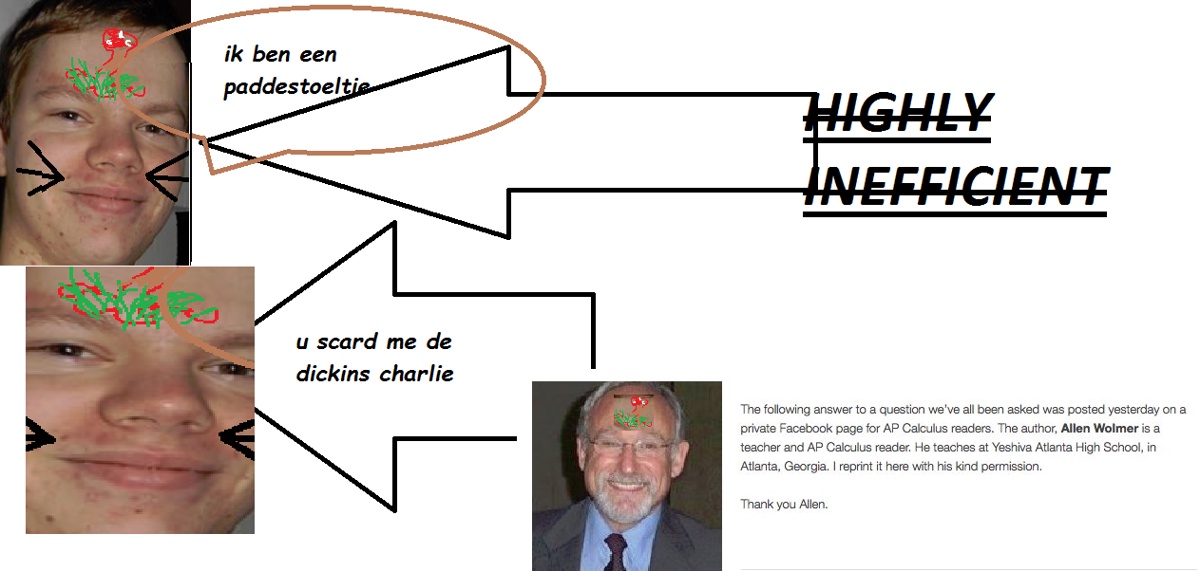 ik ben een
paddestoeltje
HIGHLY
INEFFICIENT
u scard me de
dickins charlie
The following answer to a question we've all been asked was posted yesterday on a
private Facebook page for AP Calculus readers. The author, Allen Wolmer is a
teacher and AP Calculus reader. He teaches at Yeshiva Atlanta High School, in
Atlanta, Georgia. I reprint it here with his kind permission.
Thank you Allen.